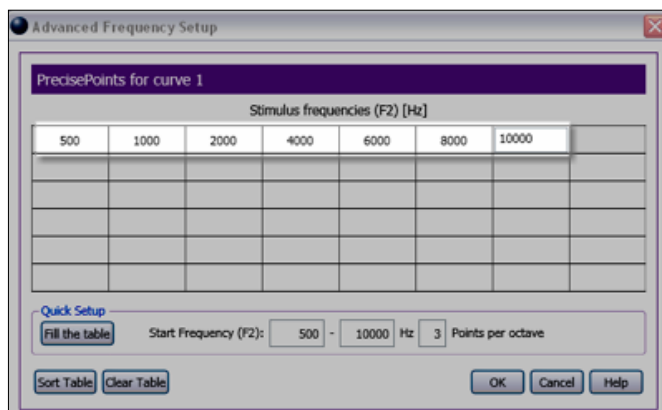 Advanced Frequency Setup
PrecisePoints for curve 1
Stimulus frequencies (F2) [Hz]
500 1000 2000 4000 6000 8000 10000
Quick Setup
Fill the table Start Frequency (F2): 500 - 10000 Hz 3 Points per octave
Sort Table Clear Table OK Cancel Help